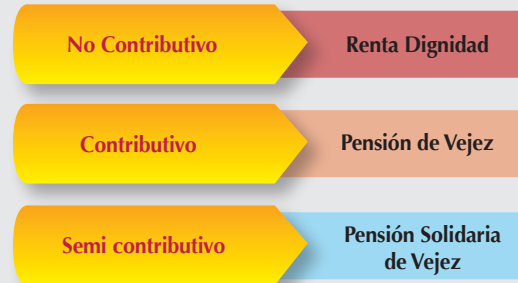 No Contributivo
Renta Dignidad
Contributivo
Pensión de Vejez
Semi contributivo
Pensión Solidaria
de Vejez